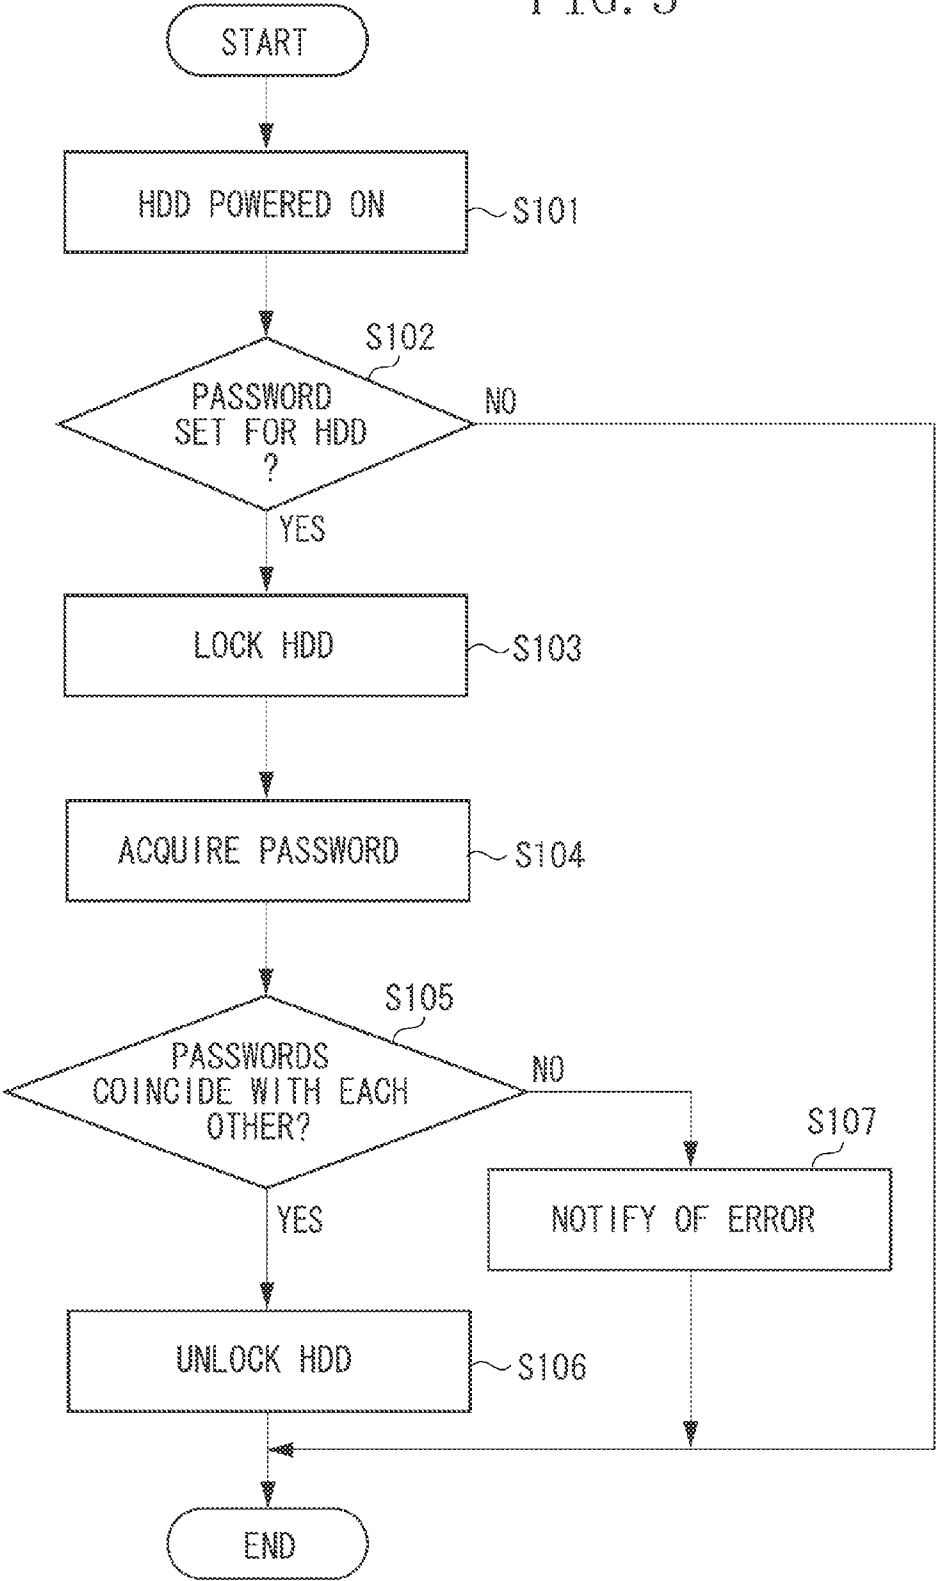 START
HDD POWERED ON
S101
S102
PASSWORD
SET FOR HDD
?
NO
YES
LOCK HDD
S103
ACQUIRE PASSWORD
S104
S105
PASSWORDS
COINCIDE WITH EACH
OTHER?
NO
S107
YES
NOTIFY OF ERROR
UNLOCK HDD
S106
END